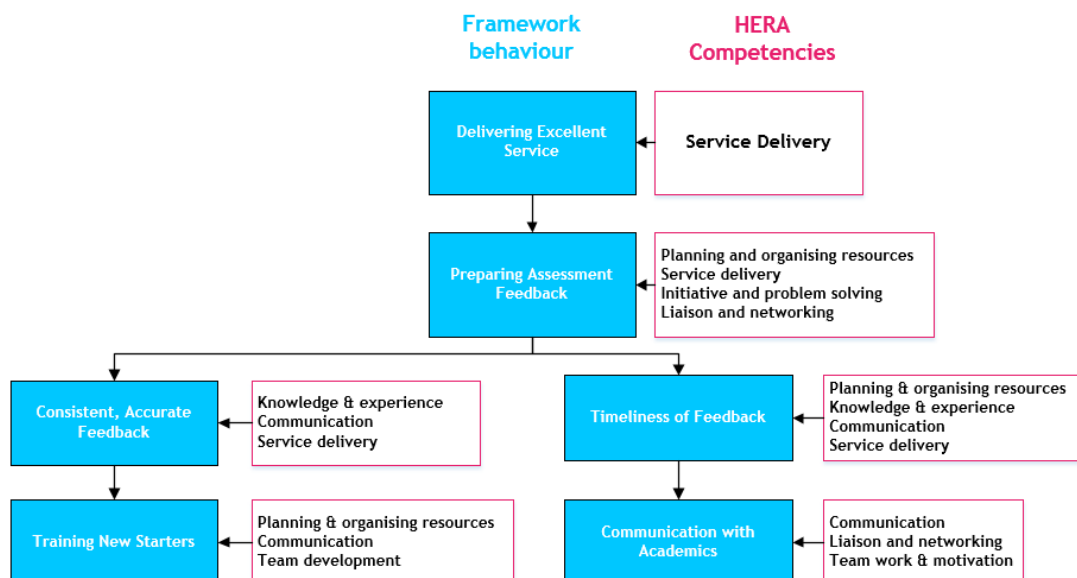 Framework
behaviour
HERA
Competencies
Delivering Excellent
Service
Service Delivery
Preparing Assessment
Feedback
Planning and organising resources
Service delivery
Initiative and problem solving
Liaison and networking
Consistent, Accurate
Feedback
Knowledge & experience
Communication
Service delivery
Timeliness of Feedback
Planning & organising resources
Knowledge & experience
Communication
Service delivery
Training New Starters
Planning & organising resources
Communication
Team development
Communication with
Academics
Communication
Liaison and networking
Team work & motivation